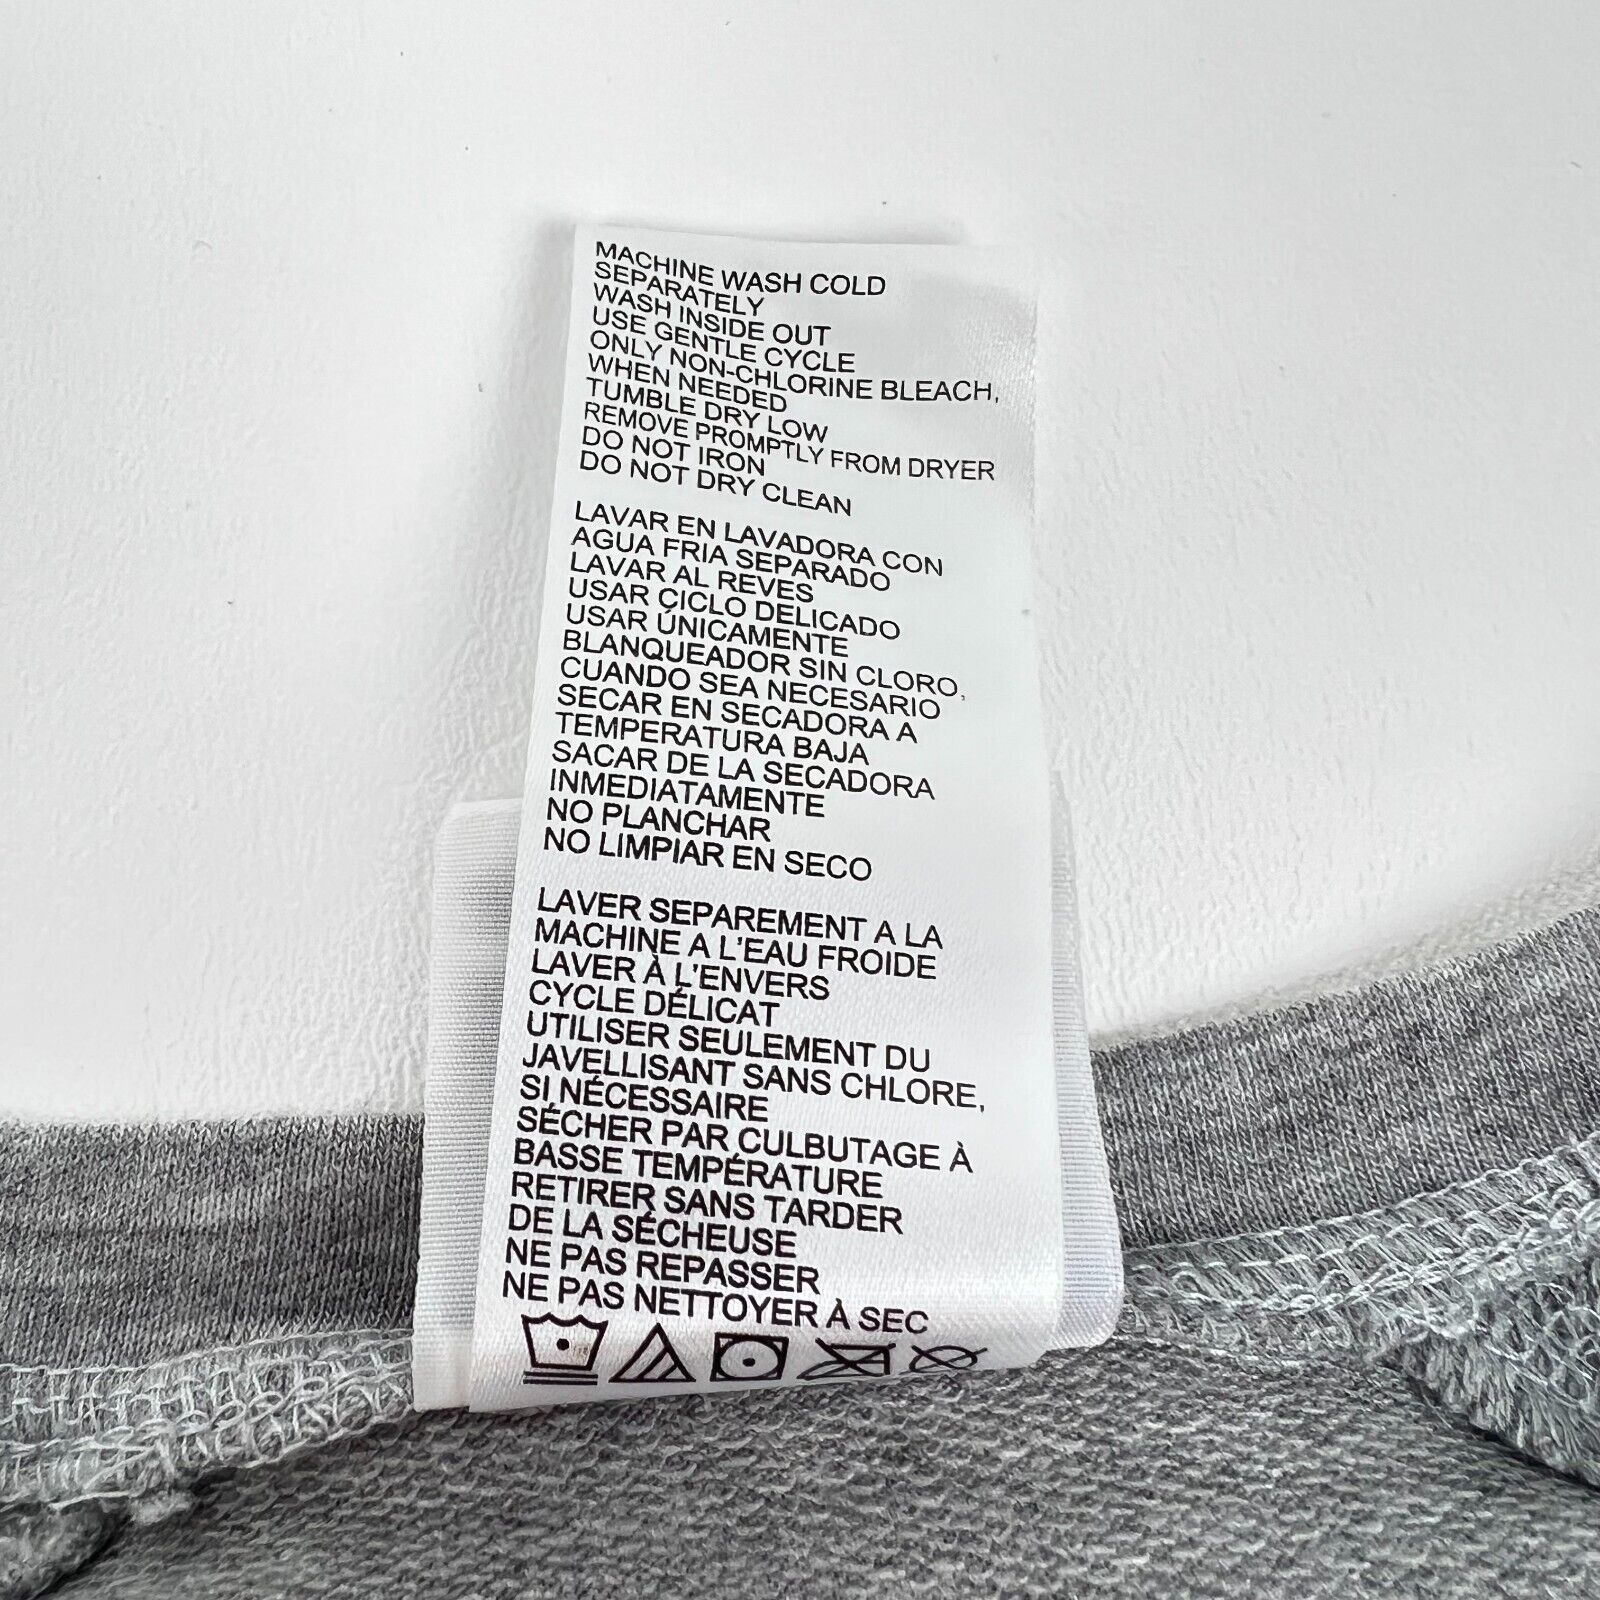 MACHINE WASH COLD
SEPARATELY
WASH INSIDE OUT
USE GENTLE CYCLE
ONLY NON-CHLORINE BLEACH,
WHEN NEEDED
TUMBLE DRY LOW
REMOVE PROMPTLY FROM DRYER
DO NOT IRON
DO NOT DRY CLEAN
LAVAR EN LAVADORA CON
AGUA FRIA SEPARADO
LAVAR AL REVES
USAR CICLO DELICADO
USAR ÚNICAMENTE
BLANQUEADOR SIN CLORO,
CUANDO SEA NECESARIO
SECAR EN SECADORA A
TEMPERATURA BAJA
SACAR DE LA SECADORA
INMEDIATAMENTE
NO PLANCHAR
NO LIMPIAR EN SECO
LAVER SEPAREMENT A LA
MACHINE A L'EAU FROIDE
LAVER À L'ENVERS
CYCLE DÉLICAT
UTILISER SEULEMENT DU
JAVELLISANT SANS CHLORE,
SI NÉCESSAIRE
SÉCHER PAR CULBUTAGE À
BASSE TEMPÉRATURE
RETIRER SANS TARDER
DE LA SÉCHEUSE
NE PAS REPASSER
NE PAS NETTOYER À SEC